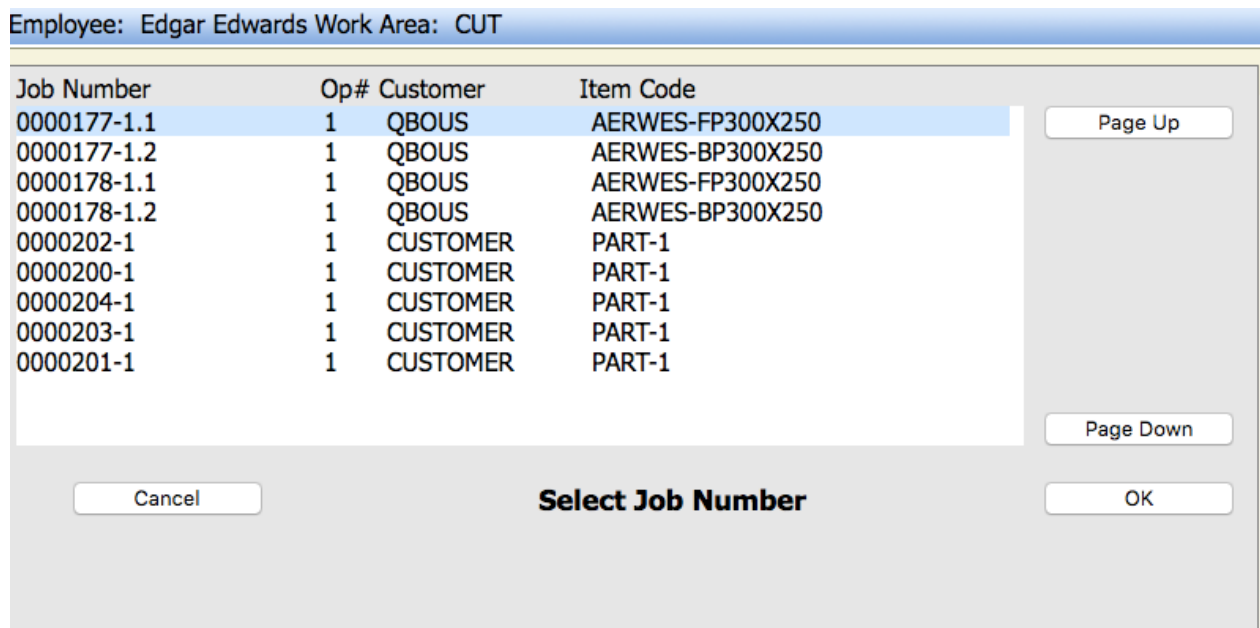 Employee: Edgar Edwards Work Area: CUT
Job Number Op# Customer Item Code
0000177-1.1 1 QBOUS AERWES-FP300X250 Page Up
0000177-1.2 1 QBOUS AERWES-BP300X250
0000178-1.1 1 QBOUS AERWES-FP300X250
0000178-1.2 1 QBOUS AERWES-BP300X250
0000202-1 1 CUSTOMER PART-1
0000200-1 1 CUSTOMER PART-1
0000204-1 1 CUSTOMER PART-1
0000203-1 1 CUSTOMER PART-1
0000201-1 1 CUSTOMER PART-1
Page Down
Cancel Select Job Number OK